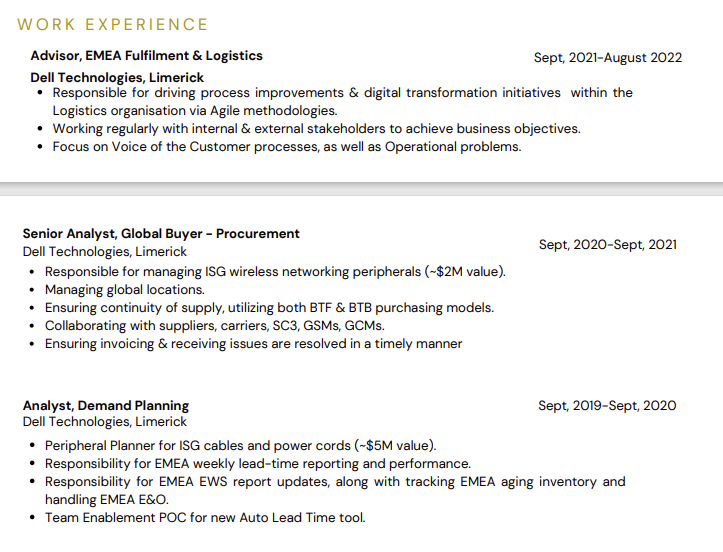 WORK EXPERIENCE
Advisor, EMEA Fulfilment & Logistics
Sept, 2021-August 2022
Dell Technologies, Limerick
• Responsible for driving process improvements & digital transformation initiatives within the
Logistics organisation via Agile methodologies.
• Working regularly with internal & external stakeholders to achieve business objectives.
• Focus on Voice of the Customer processes, as well as Operational problems.
Senior Analyst, Global Buyer - Procurement
Sept, 2020-Sept, 2021
Dell Technologies, Limerick
• Responsible for managing ISG wireless networking peripherals (~$2M value).
• Managing global locations.
• Ensuring continuity of supply, utilizing both BTF & BTB purchasing models.
• Collaborating with suppliers, carriers, SC3, GSMs, GCMs.
• Ensuring invoicing & receiving issues are resolved in a timely manner
Analyst, Demand Planning
Sept, 2019-Sept, 2020
Dell Technologies, Limerick
• Peripheral Planner for ISG cables and power cords (~$5M value).
• Responsibility for EMEA weekly lead-time reporting and performance.
• Responsibility for EMEA EWS report updates, along with tracking EMEA aging inventory and
handling EMEA E&O.
• Team Enablement POC for new Auto Lead Time tool.